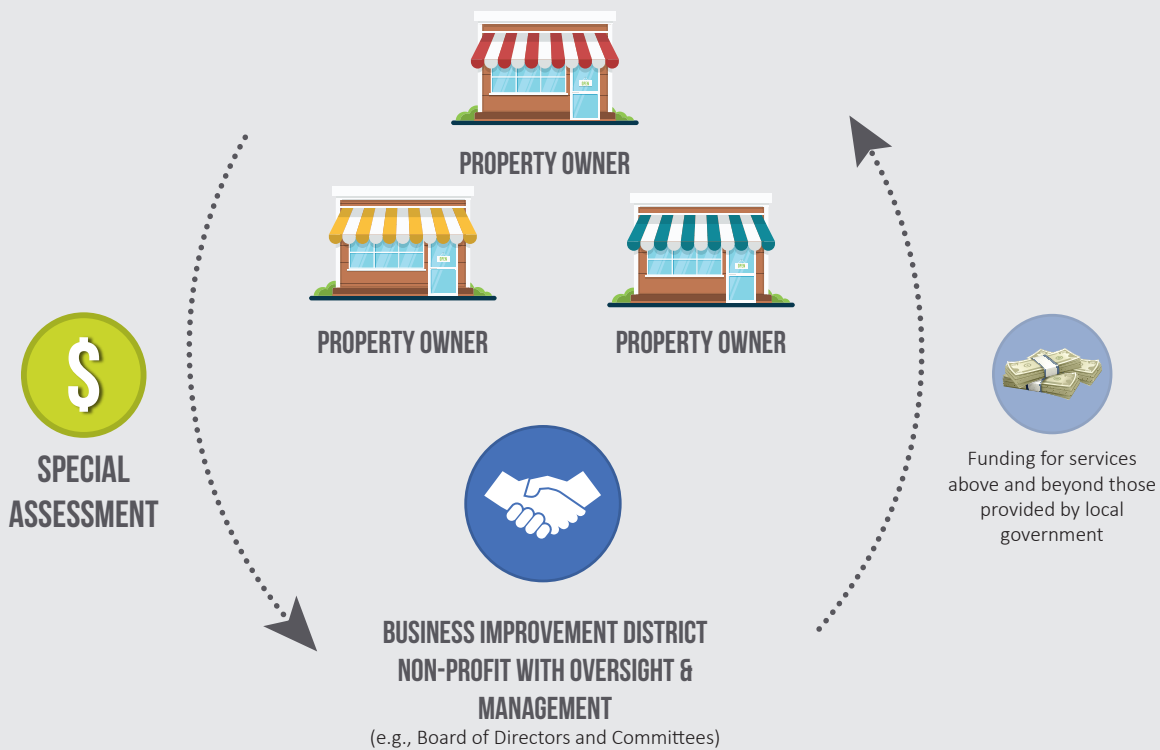 PROPERTY OWNER
PROPERTY OWNER
PROPERTY OWNER
$
SPECIAL
ASSESSMENT
Funding for services
above and beyond those
provided by local
government
BUSINESS IMPROVEMENT DISTRICT
NON-PROFIT WITH OVERSIGHT &
MANAGEMENT
(e.g., Board of Directors and Committees)